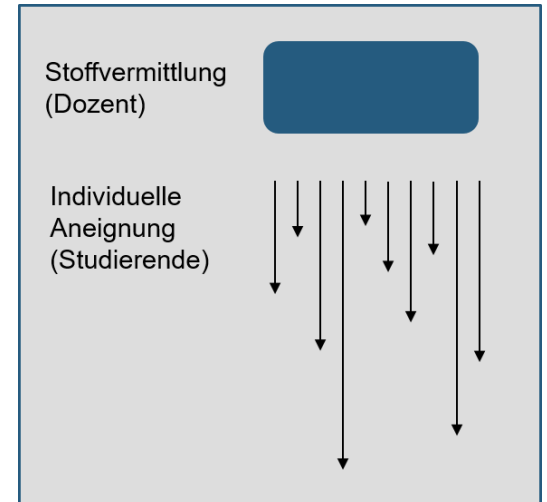 Stoffvermittlung
(Dozent)
Individuelle
Aneignung
(Studierende)